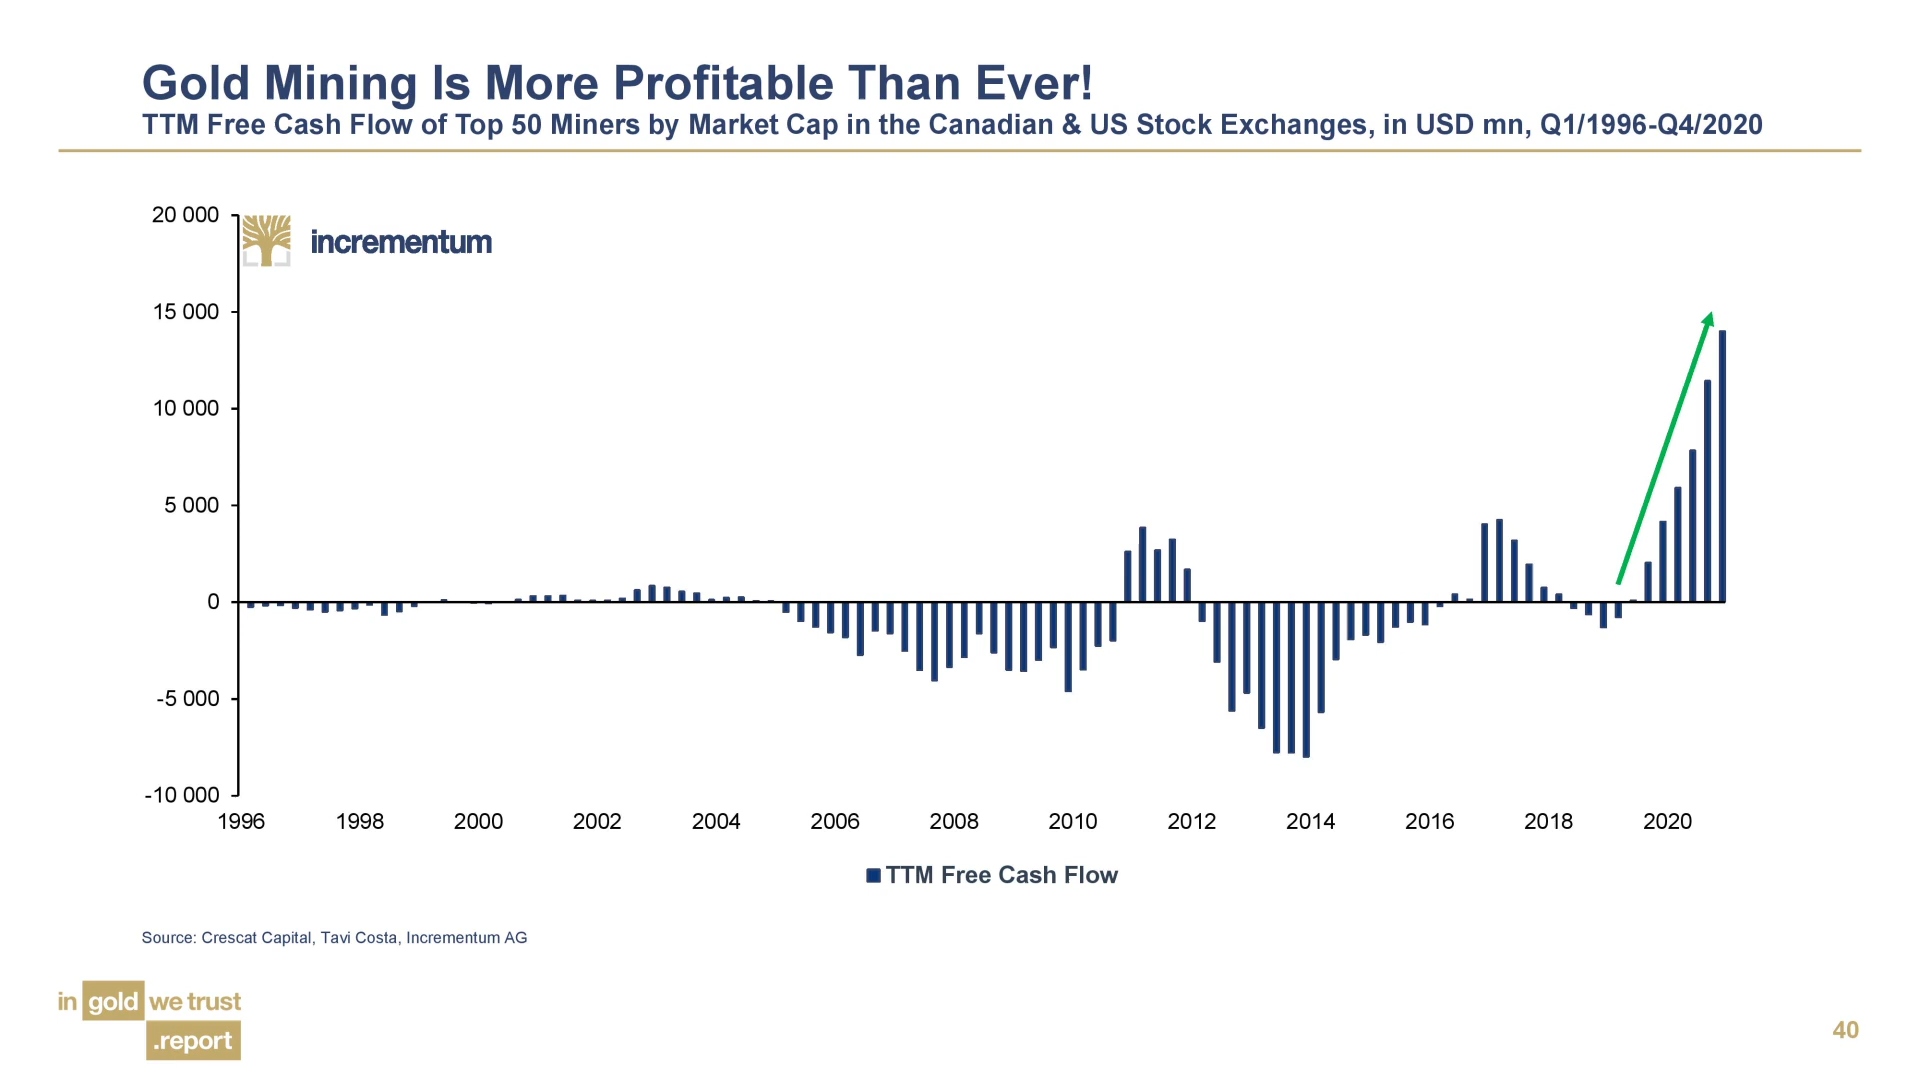 Gold Mining Is More Profitable Than Ever!
TTM Free Cash Flow of Top 50 Miners by Market Cap in the Canadian & US Stock Exchanges, in USD mn, Q1/1996-Q4/2020
20 000
incrementum
15 000
10 000
5 000
0
-5 000
-10 000
1996 1998 2000 2002 2004 2006 2008 2010 2012 2014 2016 2018 2020
TTM Free Cash Flow
Source: Crescat Capital, Tavi Costa, Incrementum AG
in gold we trust
.report
40